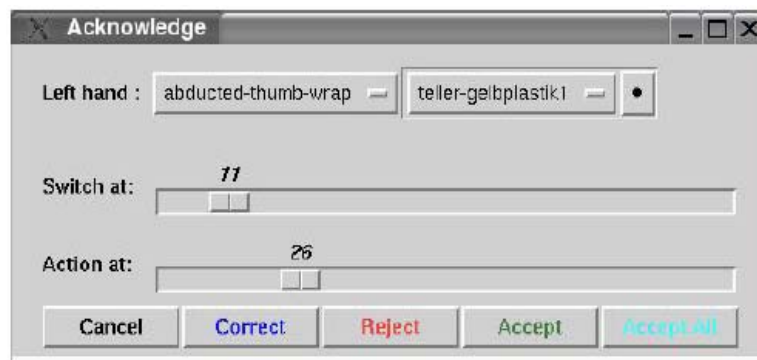 Acknowledge
Left hand : abducted-thumb-wrap teller-gelbplastik1
11
Switch at:
26
Action at:
Cancel Correct Reject Accept Accept All